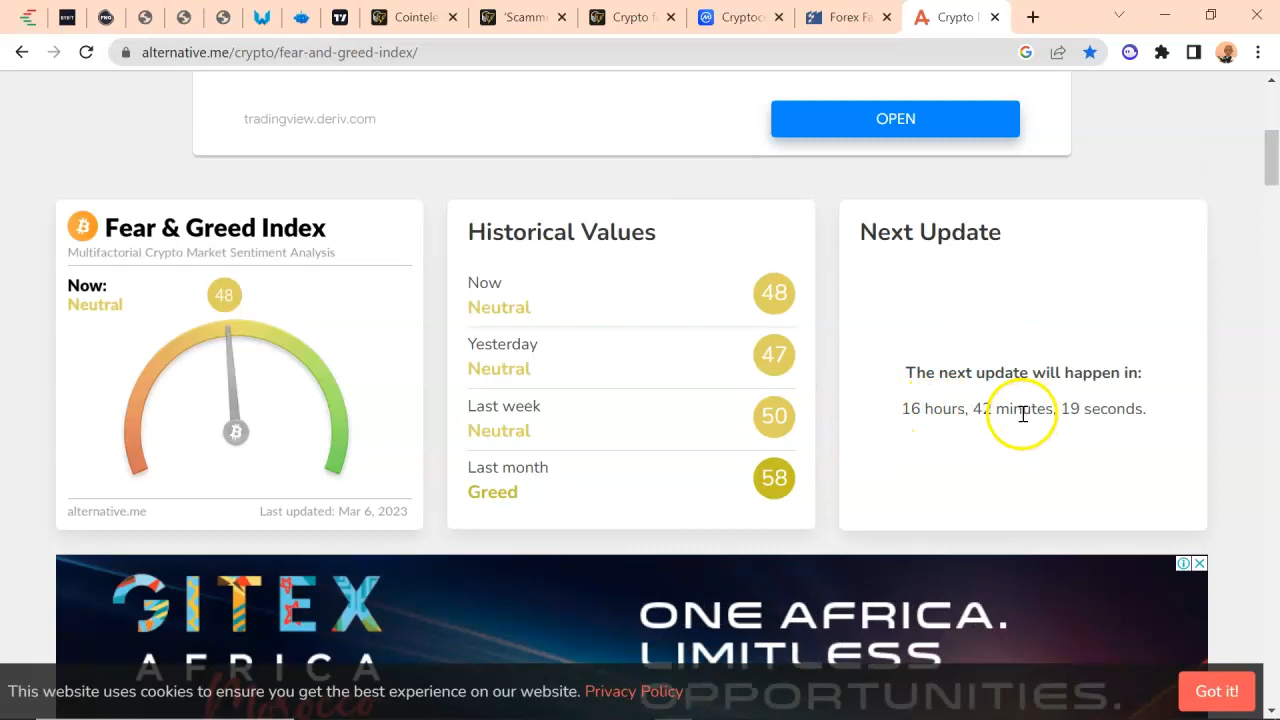 Cointele
'Scamm
Crypto F
Cryptoc
Forex Fa
Crypto
alternative.me/crypto/fear-and-greed-index/
tradingview.deriv.com
OPEN
Fear & Greed Index
Multifactorial Crypto Market Sentiment Analysis
Now:
Neutral
48
alternative.me
Last updated: Mar 6, 2023
Historical Values
Now
Neutral
48
Yesterday
Neutral
47
Last week
Neutral
50
Last month
Greed
58
Next Update
The next update will happen in:
16 hours, 42 minutes, 19 seconds.
GITEX
AFRICA
ONE AFRICA.
LIMITLESS
OPPORTUNITIES.
This website uses cookies to ensure you get the best experience on our website. Privacy Policy
Got it!